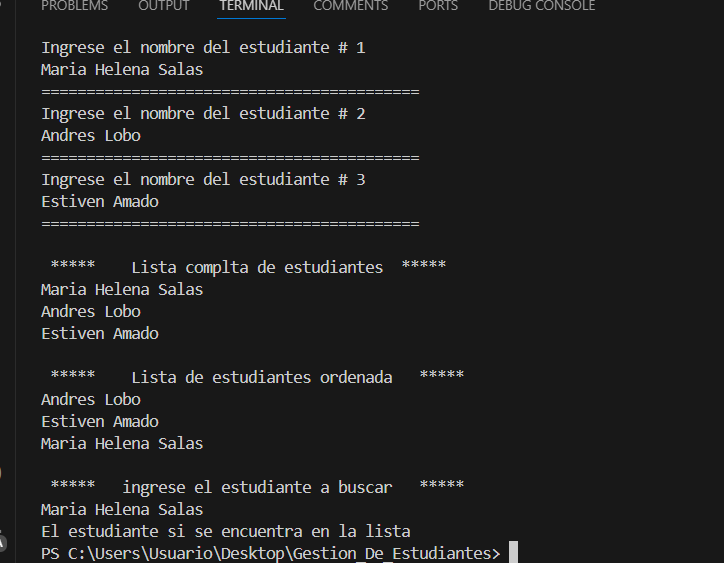 PROBLEMS OUTPUT TERMINAL COMMENTS PORTS DEBUG CONSOLE
Ingrese el nombre del estudiante # 1
Maria Helena Salas
==========================================
Ingrese el nombre del estudiante # 2
Andres Lobo
==========================================
Ingrese el nombre del estudiante # 3
Estiven Amado
==========================================
*****    Lista complta de estudiantes  *****
Maria Helena Salas
Andres Lobo
Estiven Amado
*****    Lista de estudiantes ordenada   *****
Andres Lobo
Estiven Amado
Maria Helena Salas
*****   ingrese el estudiante a buscar   *****
Maria Helena Salas
El estudiante si se encuentra en la lista
PS C:\Users\Usuario\Desktop\Gestion_De_Estudiantes>